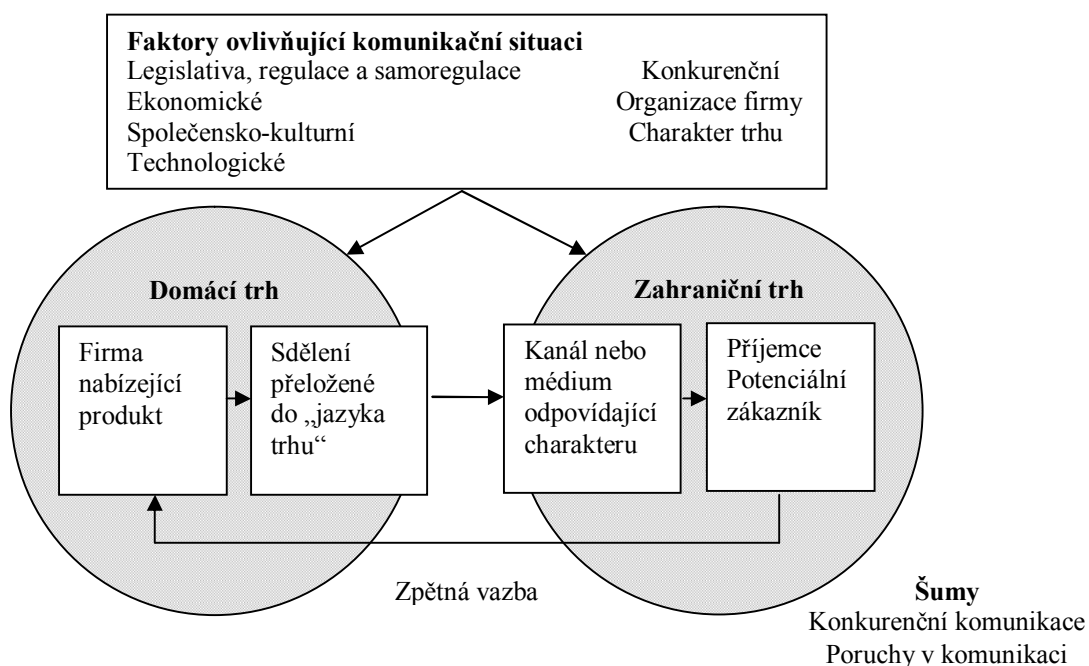 Faktory ovlivňující komunikační situaci
Legislativa, regulace a samoregulace
Ekonomické
Společensko-kulturní
Technologické
Konkurenční
Organizace firmy
Charakter trhu
Domácí trh
Firma
nabízející
produkt
Sdělení
přeložené
do „jazyka
trhu“
Zahraniční trh
Kanál nebo
médium
odpovídající
charakteru
Příjemce
Potenciální
zákazník
Zpětná vazba
Šumy
Konkurenční komunikace
Poruchy v komunikaci